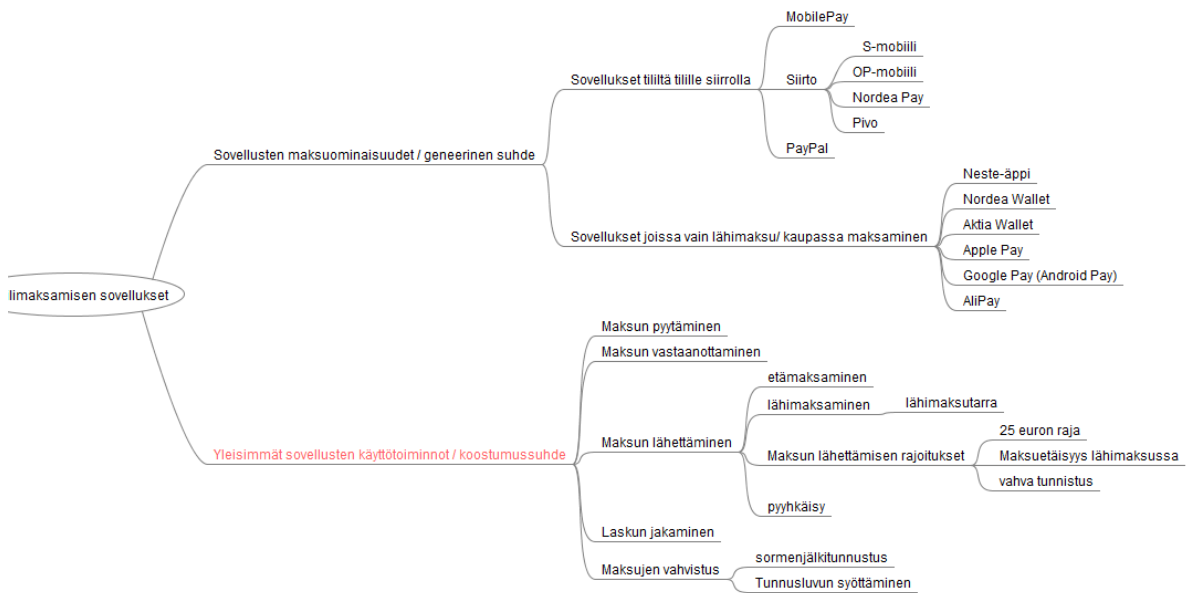 MobilePay
S-mobiili
Sovellukset tililtä tilille siirrolla
Siirto
OP-mobiili
Nordea Pay
Pivo
PayPal
Sovellusten maksuominaisuudet / geneerinen suhde
Neste-äppi
Nordea Wallet
Sovellukset joissa vain lähimaksu/ kaupassa maksaminen
Aktia Wallet
Apple Pay
Google Pay (Android Pay)
AliPay
limaksamisen sovellukset
Maksun pyytäminen
Maksun vastaanottaminen
etämaksaminen
lähimaksaminen
lähimaksutarra
Maksun lähettäminen
25 euron raja
Maksun lähettämisen rajoitukset
Maksuetäisyys lähimaksussa
vahva tunnistus
Yleisimmät sovellusten käyttötoiminnot / koostumussuhde
pyyhkäisy
Laskun jakaminen
sormenjälkitunnustus
Maksujen vahvistus
Tunnusluvun syöttäminen